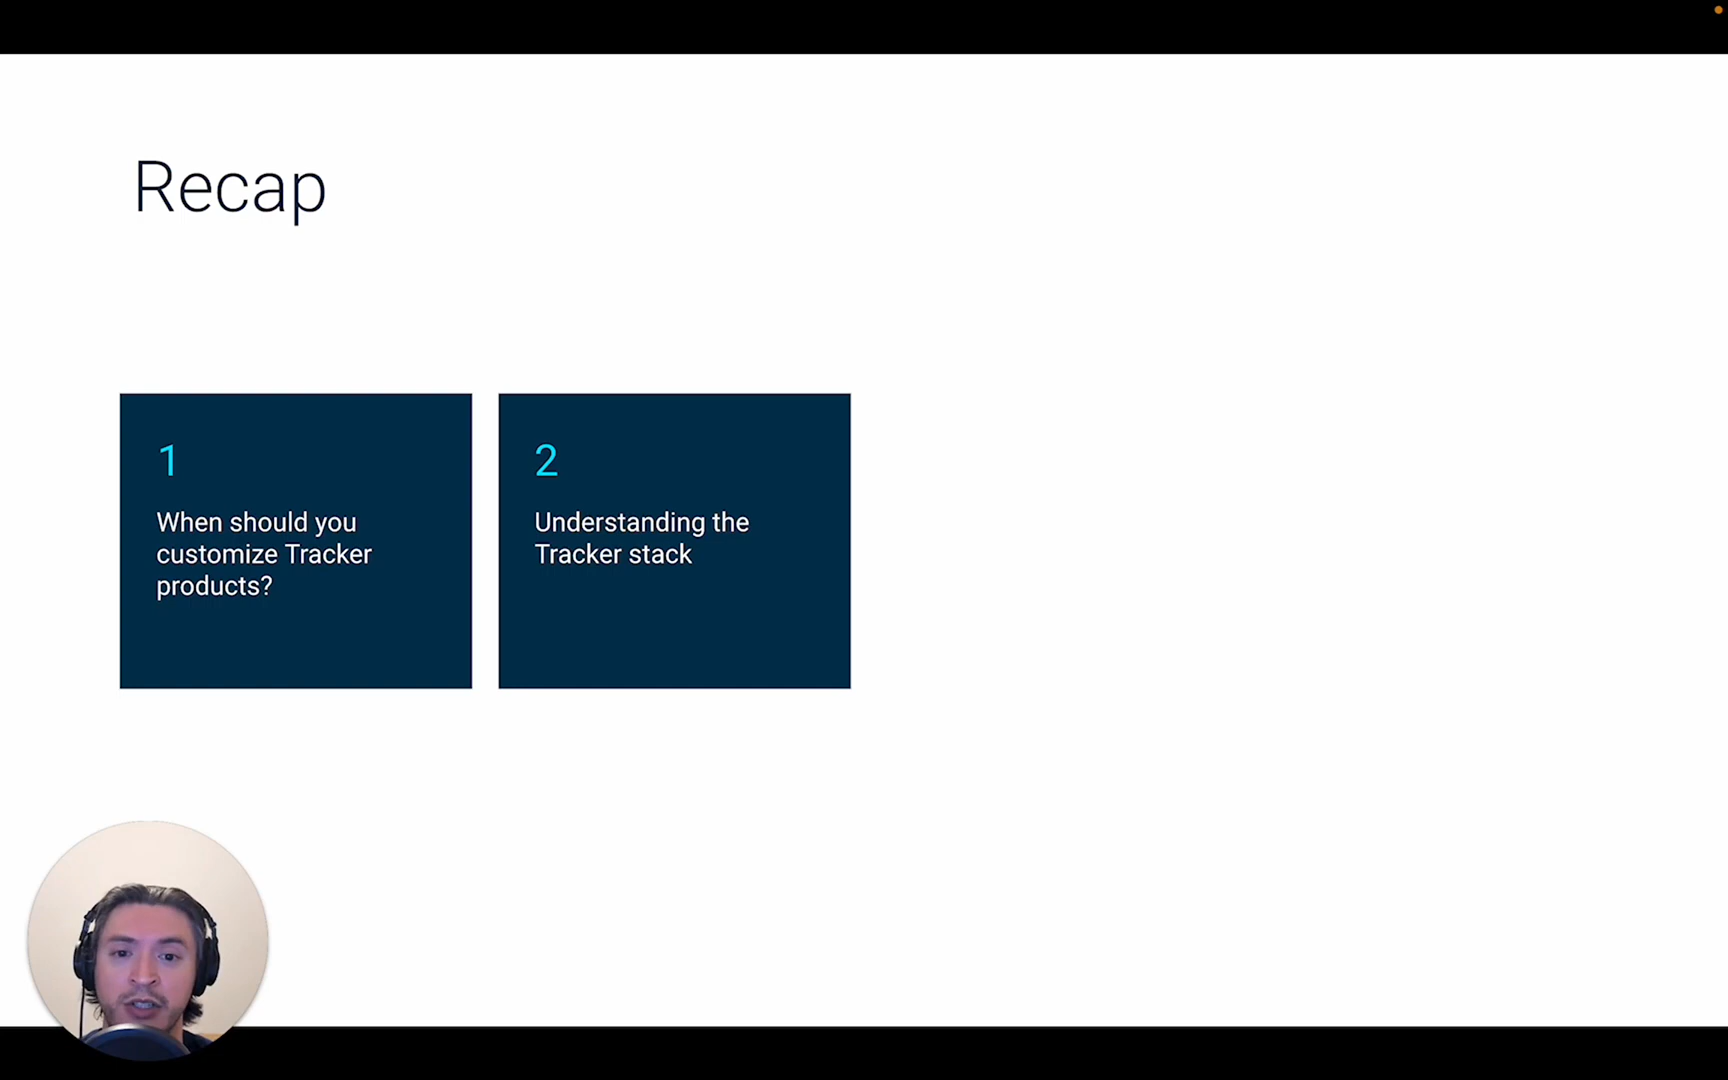 Recap
1
When should you
customize Tracker
products?
2
Understanding the
Tracker stack